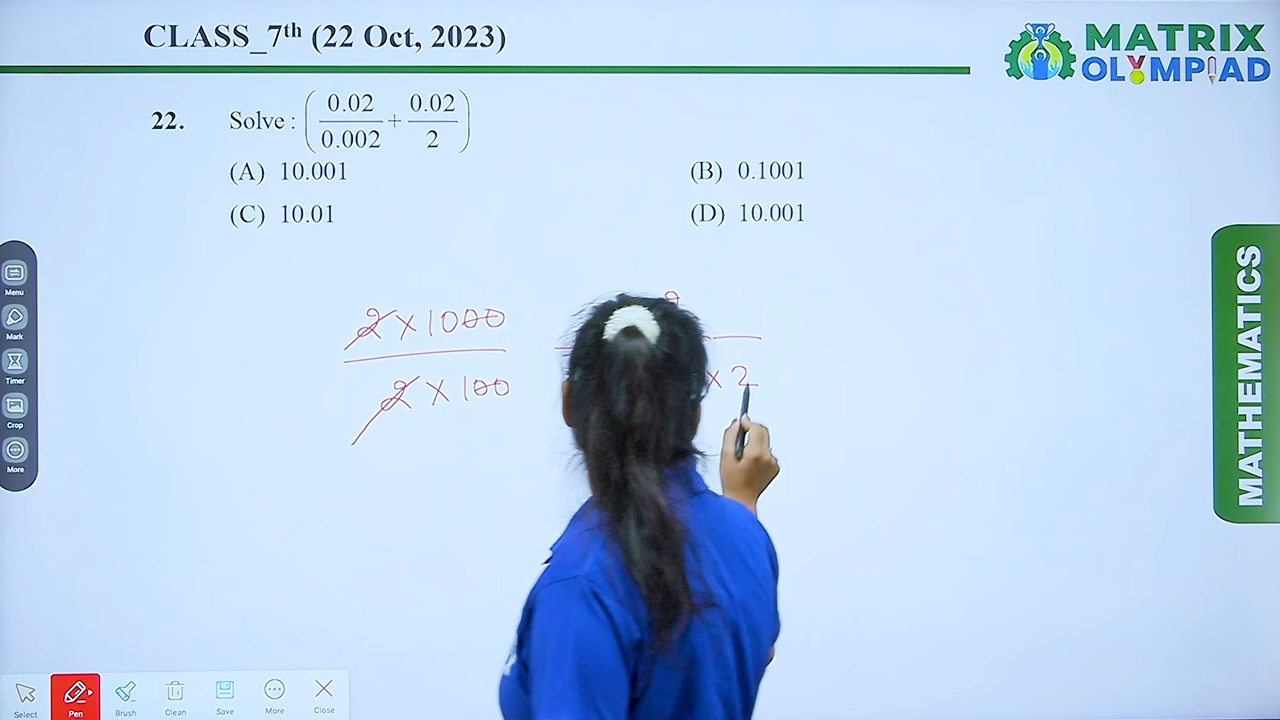 CLASS_7th (22 Oct, 2023)
MATRIX
OLYMPIAD
22. Solve : (0.02/0.002 + 0.02/2)
(A) 10.001 (B) 0.1001
(C) 10.01 (D) 10.001
2 × 1000
2 × 100
2
× 2
MATHEMATICS
Menu
Mark
Timer
Crop
More
Select Pen Brush Clean Save More Close